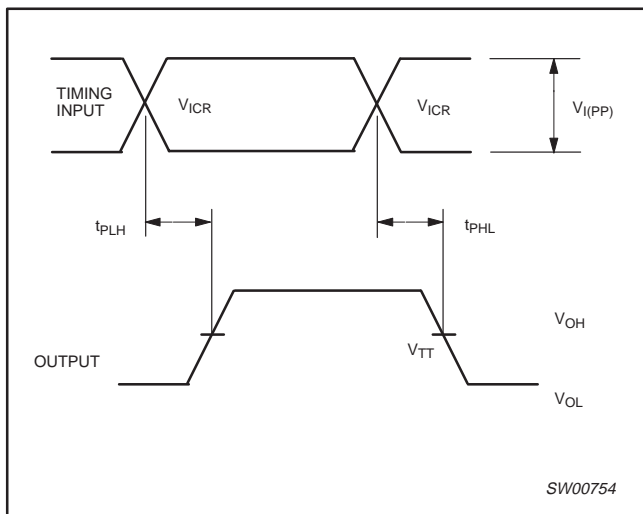 TIMING
INPUT
VICR
VICR
VI(PP)
tPLH
tPHL
VOH
VTT
OUTPUT
VOL
SW00754